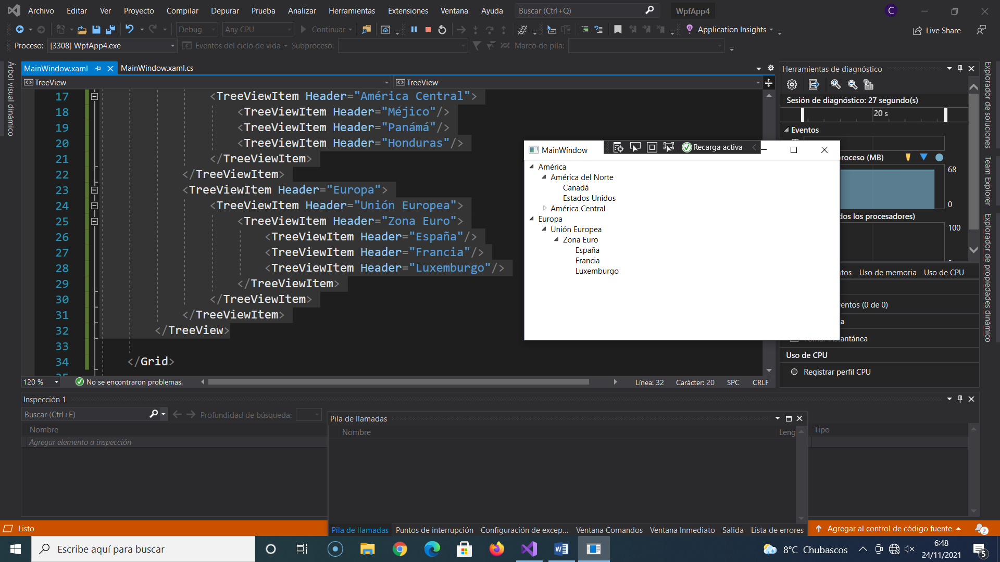 Archivo Editar Ver Proyecto Compilar Depurar Prueba Analizar Herramientas Extensiones Ventana Ayuda Buscar (Ctrl+Q) WpfApp4 C
Debug Any CPU Continuar Application Insights Live Share
Proceso: [3308] WpfApp4.exe Eventos del ciclo de vida Subproceso: Marco de pila:
Árbol visual dinámico
MainWindow.xaml MainWindow.xaml.cs
TreeView TreeView
17 <TreeViewItem Header="América Central">
18 <TreeViewItem Header="Méjico"/>
19 <TreeViewItem Header="Panámá"/>
20 <TreeViewItem Header="Honduras"/>
21 </TreeViewItem>
22 </TreeViewItem>
23 <TreeViewItem Header="Europa">
24 <TreeViewItem Header="Unión Europea">
25 <TreeViewItem Header="Zona Euro">
26 <TreeViewItem Header="España"/>
27 <TreeViewItem Header="Francia"/>
28 <TreeViewItem Header="Luxemburgo"/>
29 </TreeViewItem>
30 </TreeViewItem>
31 </TreeViewItem>
32 </TreeView>
33
34 </Grid>
120 % No se encontraron problemas. Línea: 32 Carácter: 20 SPC CRLF
MainWindow Recarga activa
América
América del Norte
Canadá
Estados Unidos
América Central
Europa
Unión Europea
Zona Euro
España
Francia
Luxemburgo
Herramientas de diagnóstico
Sesión de diagnóstico: 27 segundo(s)
20 s
Eventos
roceso (MB)
68
0
dos los procesadores)
100
tos Uso de memoria Uso de CPU
entos (0 de 0)
a
instantánea
Uso de CPU
Registrar perfil CPU
Explorador de soluciones
Team Explorer
Explorador de propiedades dinámico
Inspección 1
Buscar (Ctrl+E) Profundidad de búsqueda:
Nombre Tipo
Agregar elemento a inspección
Pila de llamadas
Nombre Leng
Pila de llamadas Puntos de interrupción Configuración de excep... Ventana Comandos Ventana Inmediato Salida Lista de errores
Listo Agregar al control de código fuente 2
Escribe aquí para buscar 8°C Chubascos 6:48
24/11/2021 5